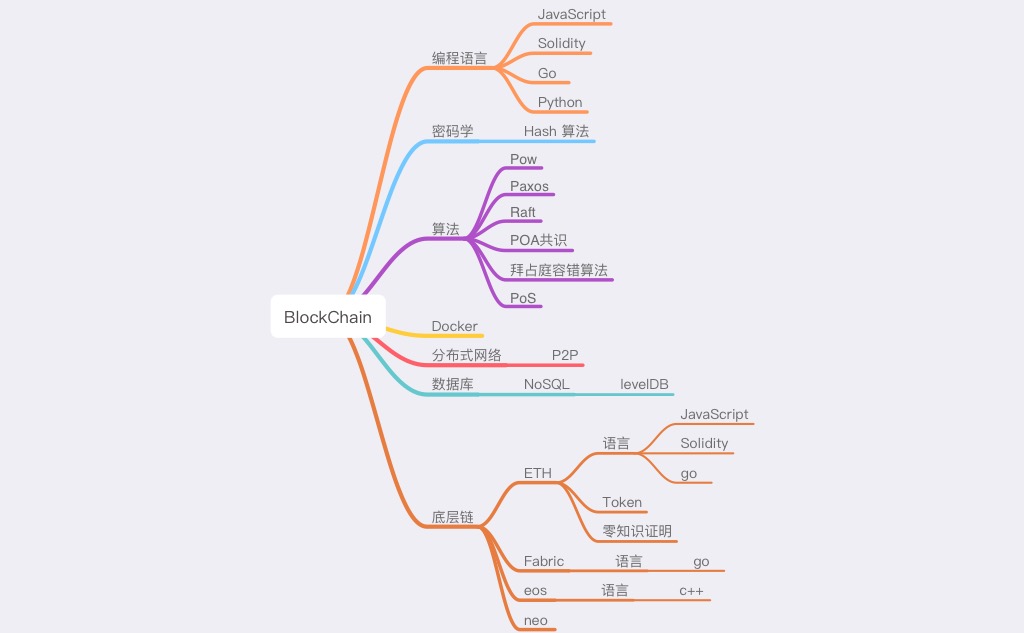 BlockChain
编程语言
JavaScript
Solidity
Go
Python
密码学
Hash 算法
算法
Pow
Paxos
Raft
POA共识
拜占庭容错算法
PoS
Docker
分布式网络
P2P
数据库
NoSQL
levelDB
底层链
ETH
语言
JavaScript
Solidity
go
Token
零知识证明
Fabric
语言
go
eos
语言
c++
neo